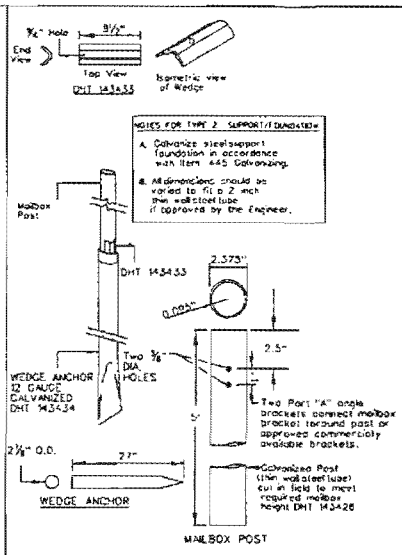 9 1/2"
Hole
End
View
Top View
DHT 143433
Isometric view
of Wedge
NOTES FOR TYPE 2 SUPPORT/FOUNDATION
A. Galvanize steel support
foundation in accordance
with Item 445 Galvanizing.
B. All dimensions should be
varied to fit a 2 inch
thin wall steel tube
if approved by the Engineer.
Mailbox
Post
DHT 143433
2.375"
0.095"
2.5"
Two 3/8"
DIA.
HOLES
WEDGE ANCHOR
12 GAUGE
GALVANIZED
DHT 143434
5'
Two Part "A" angle
brackets connect mailbox
bracket to round post or
approved commercially
available brackets.
2 3/8" O.D.
27"
WEDGE ANCHOR
Galvanized Post
(thin wall steel tube)
cut in field to meet
required mailbox
height DHT 143426
MAILBOX POST